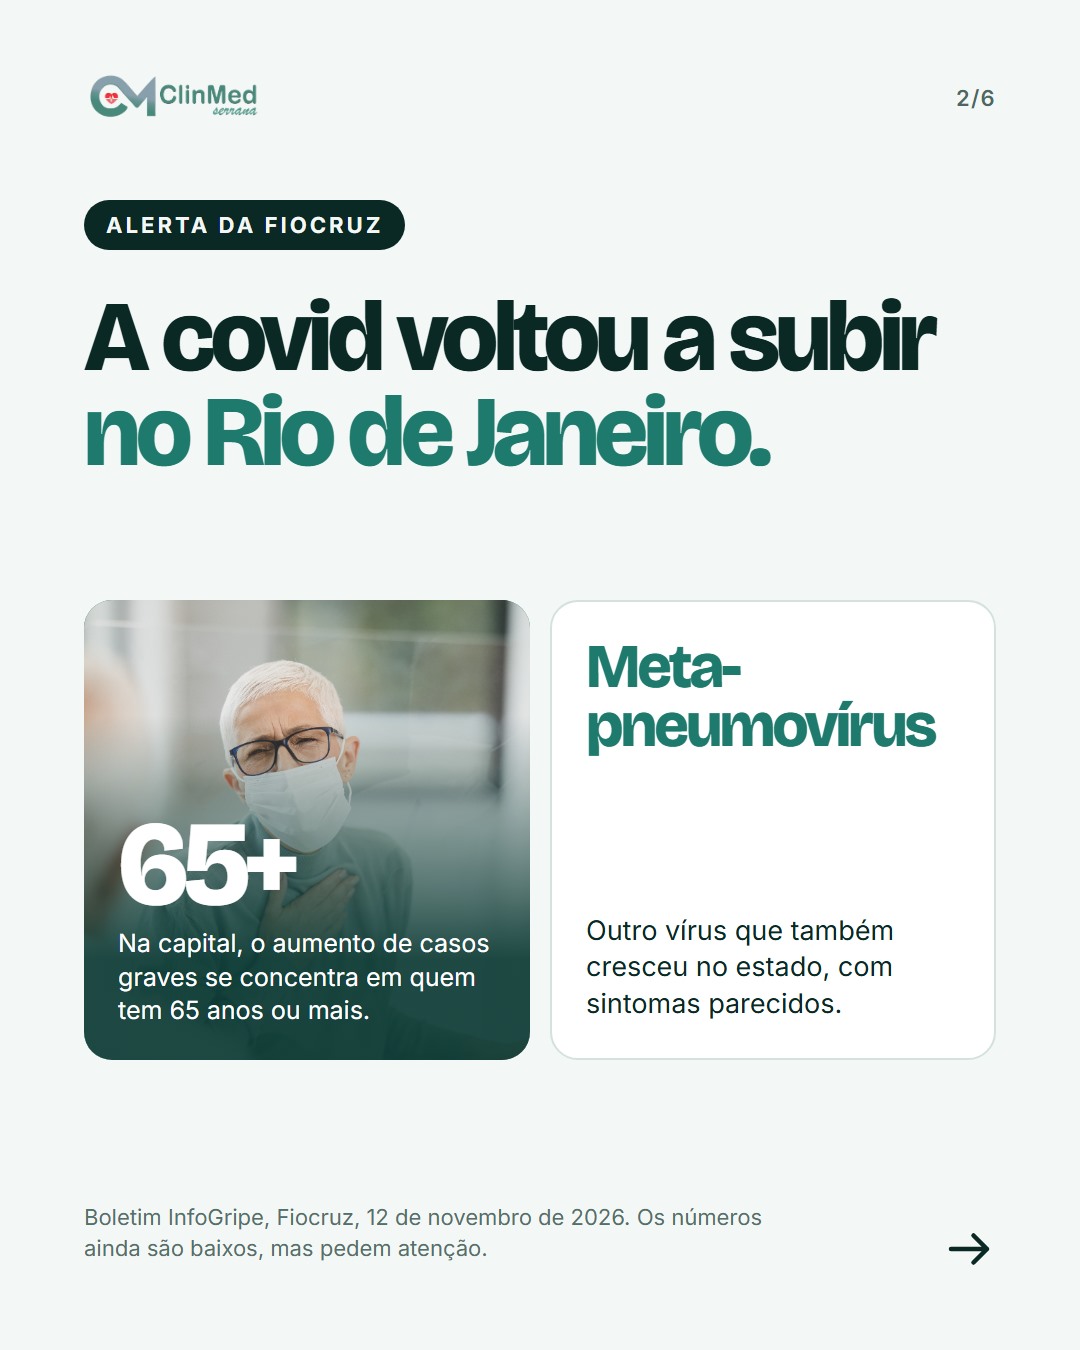 ClinMed
serrana
2/6
ALERTA DA FIOCRUZ
A covid voltou a subir
no Rio de Janeiro.
65+
Na capital, o aumento de casos
graves se concentra em quem
tem 65 anos ou mais.
Meta-
pneumovírus
Outro vírus que também
cresceu no estado, com
sintomas parecidos.
Boletim InfoGripe, Fiocruz, 12 de novembro de 2026. Os números
ainda são baixos, mas pedem atenção.